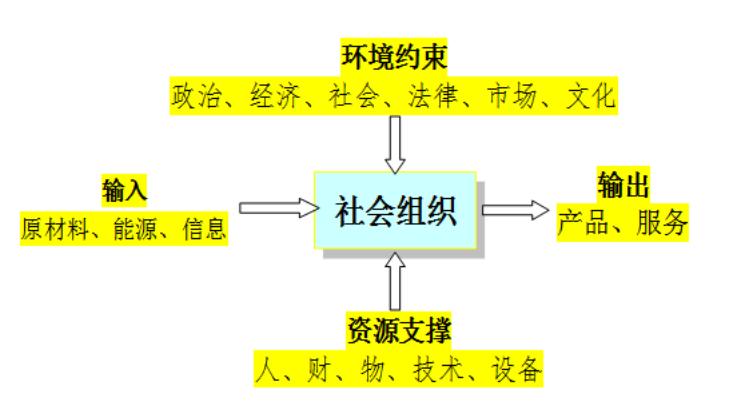 环境约束
政治、经济、社会、法律、市场、文化
输入
原材料、能源、信息
社会组织
输出
产品、服务
资源支撑
人、财、物、技术、设备